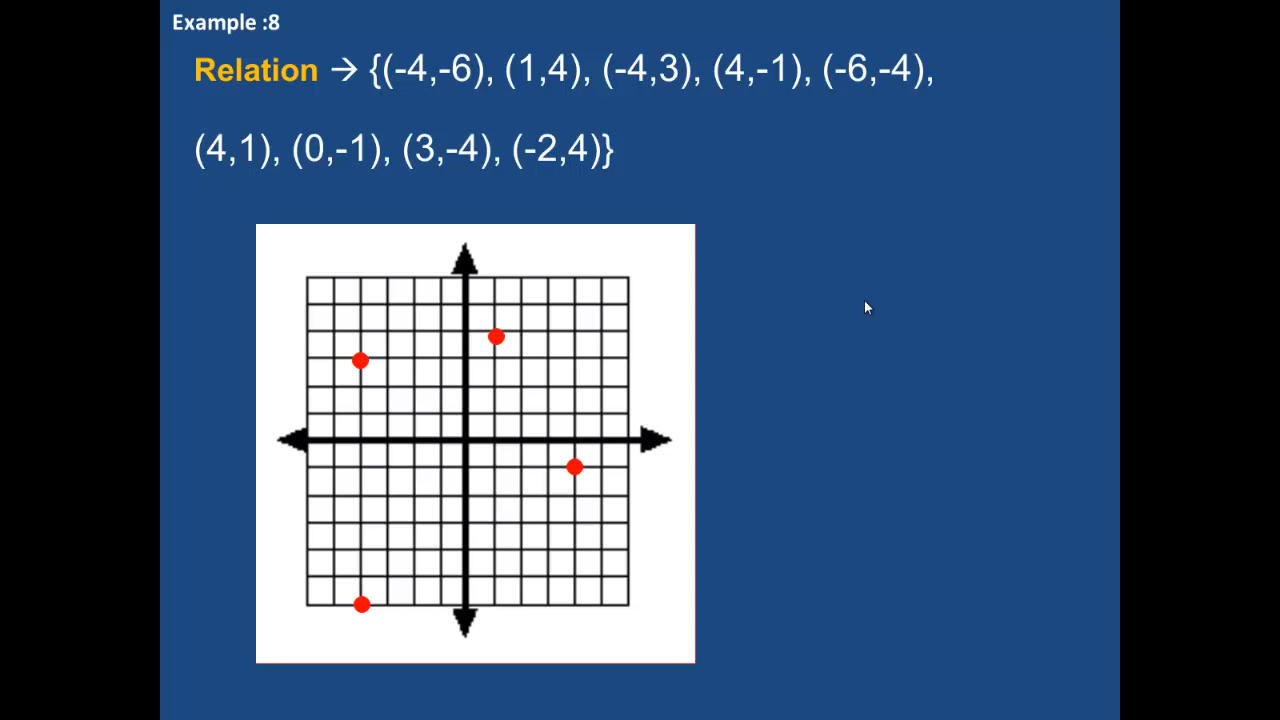 Example :8
Relation → {(-4,-6), (1,4), (-4,3), (4,-1), (-6,-4),
(4,1), (0,-1), (3,-4), (-2,4)}